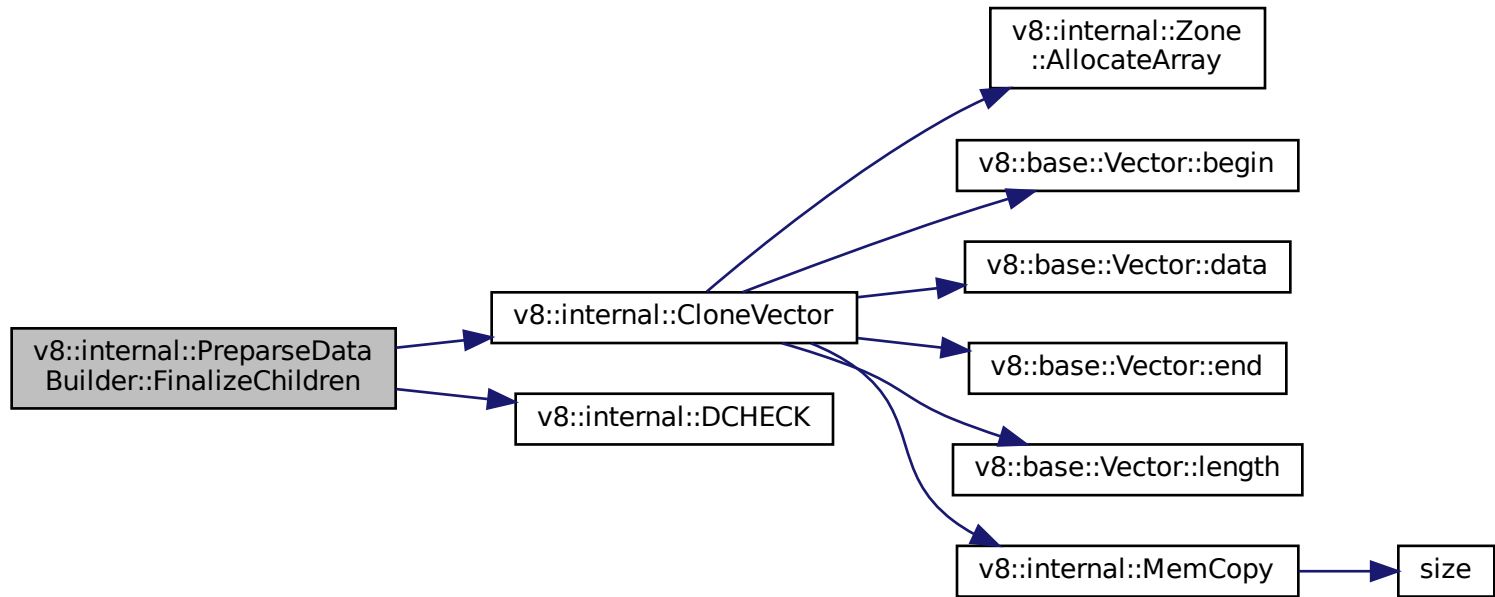 v8::internal::Zone
::AllocateArray
v8::base::Vector::begin
v8::base::Vector::data
v8::internal::CloneVector
v8::internal::PreparseData
Builder::FinalizeChildren
v8::base::Vector::end
v8::internal::DCHECK
v8::base::Vector::length
v8::internal::MemCopy
size